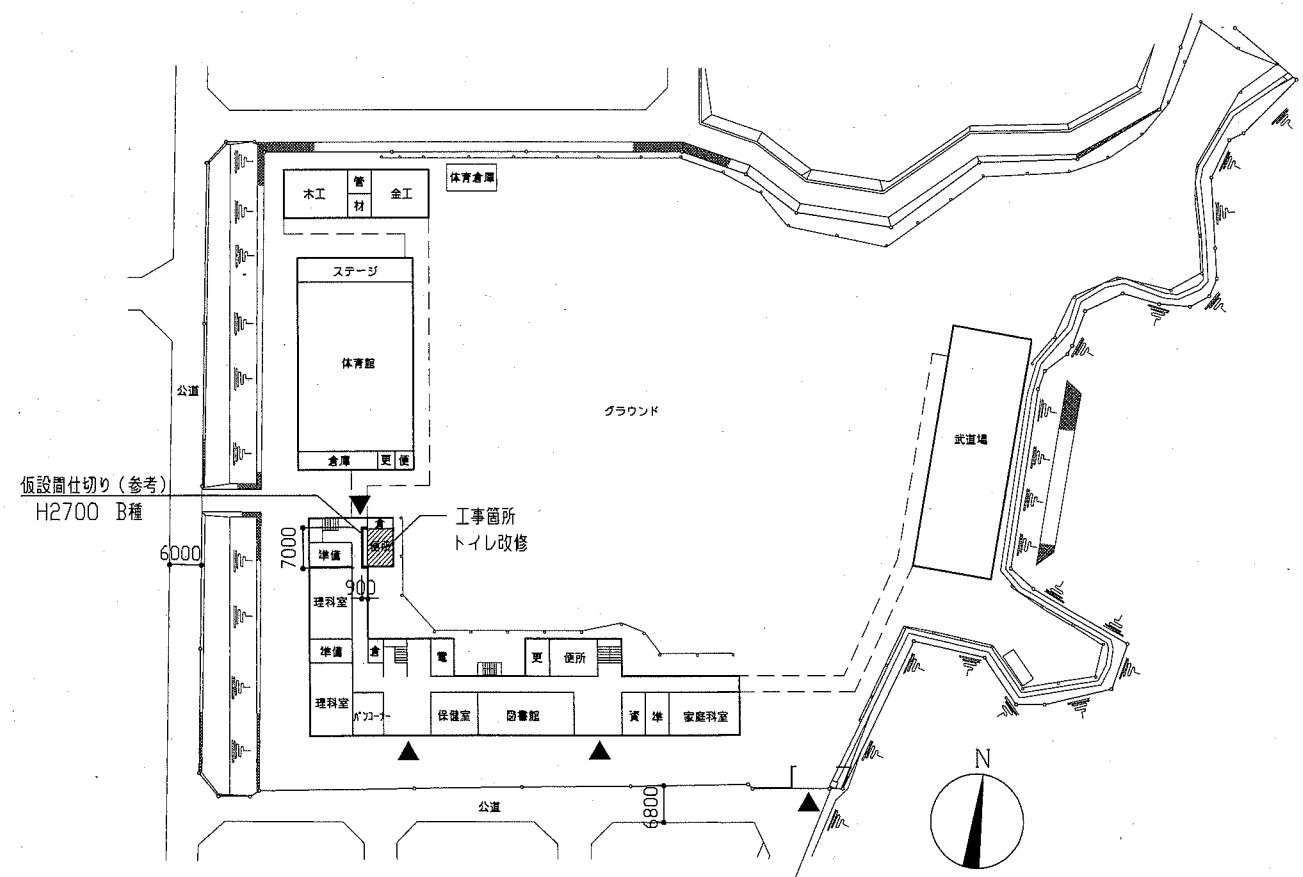 木工
管
材
金工
体育倉庫
ステージ
体育館
公道
グラウンド
武道場
倉庫
更
便
仮設間仕切り(参考)
H2700 B種
工事箇所
トイレ改修
6000
7000
倉
便所
準備
900
理科室
準備
倉
電
更
便所
理科室
パンコーナー
保健室
図書館
資
準
家庭科室
公道
6800
N